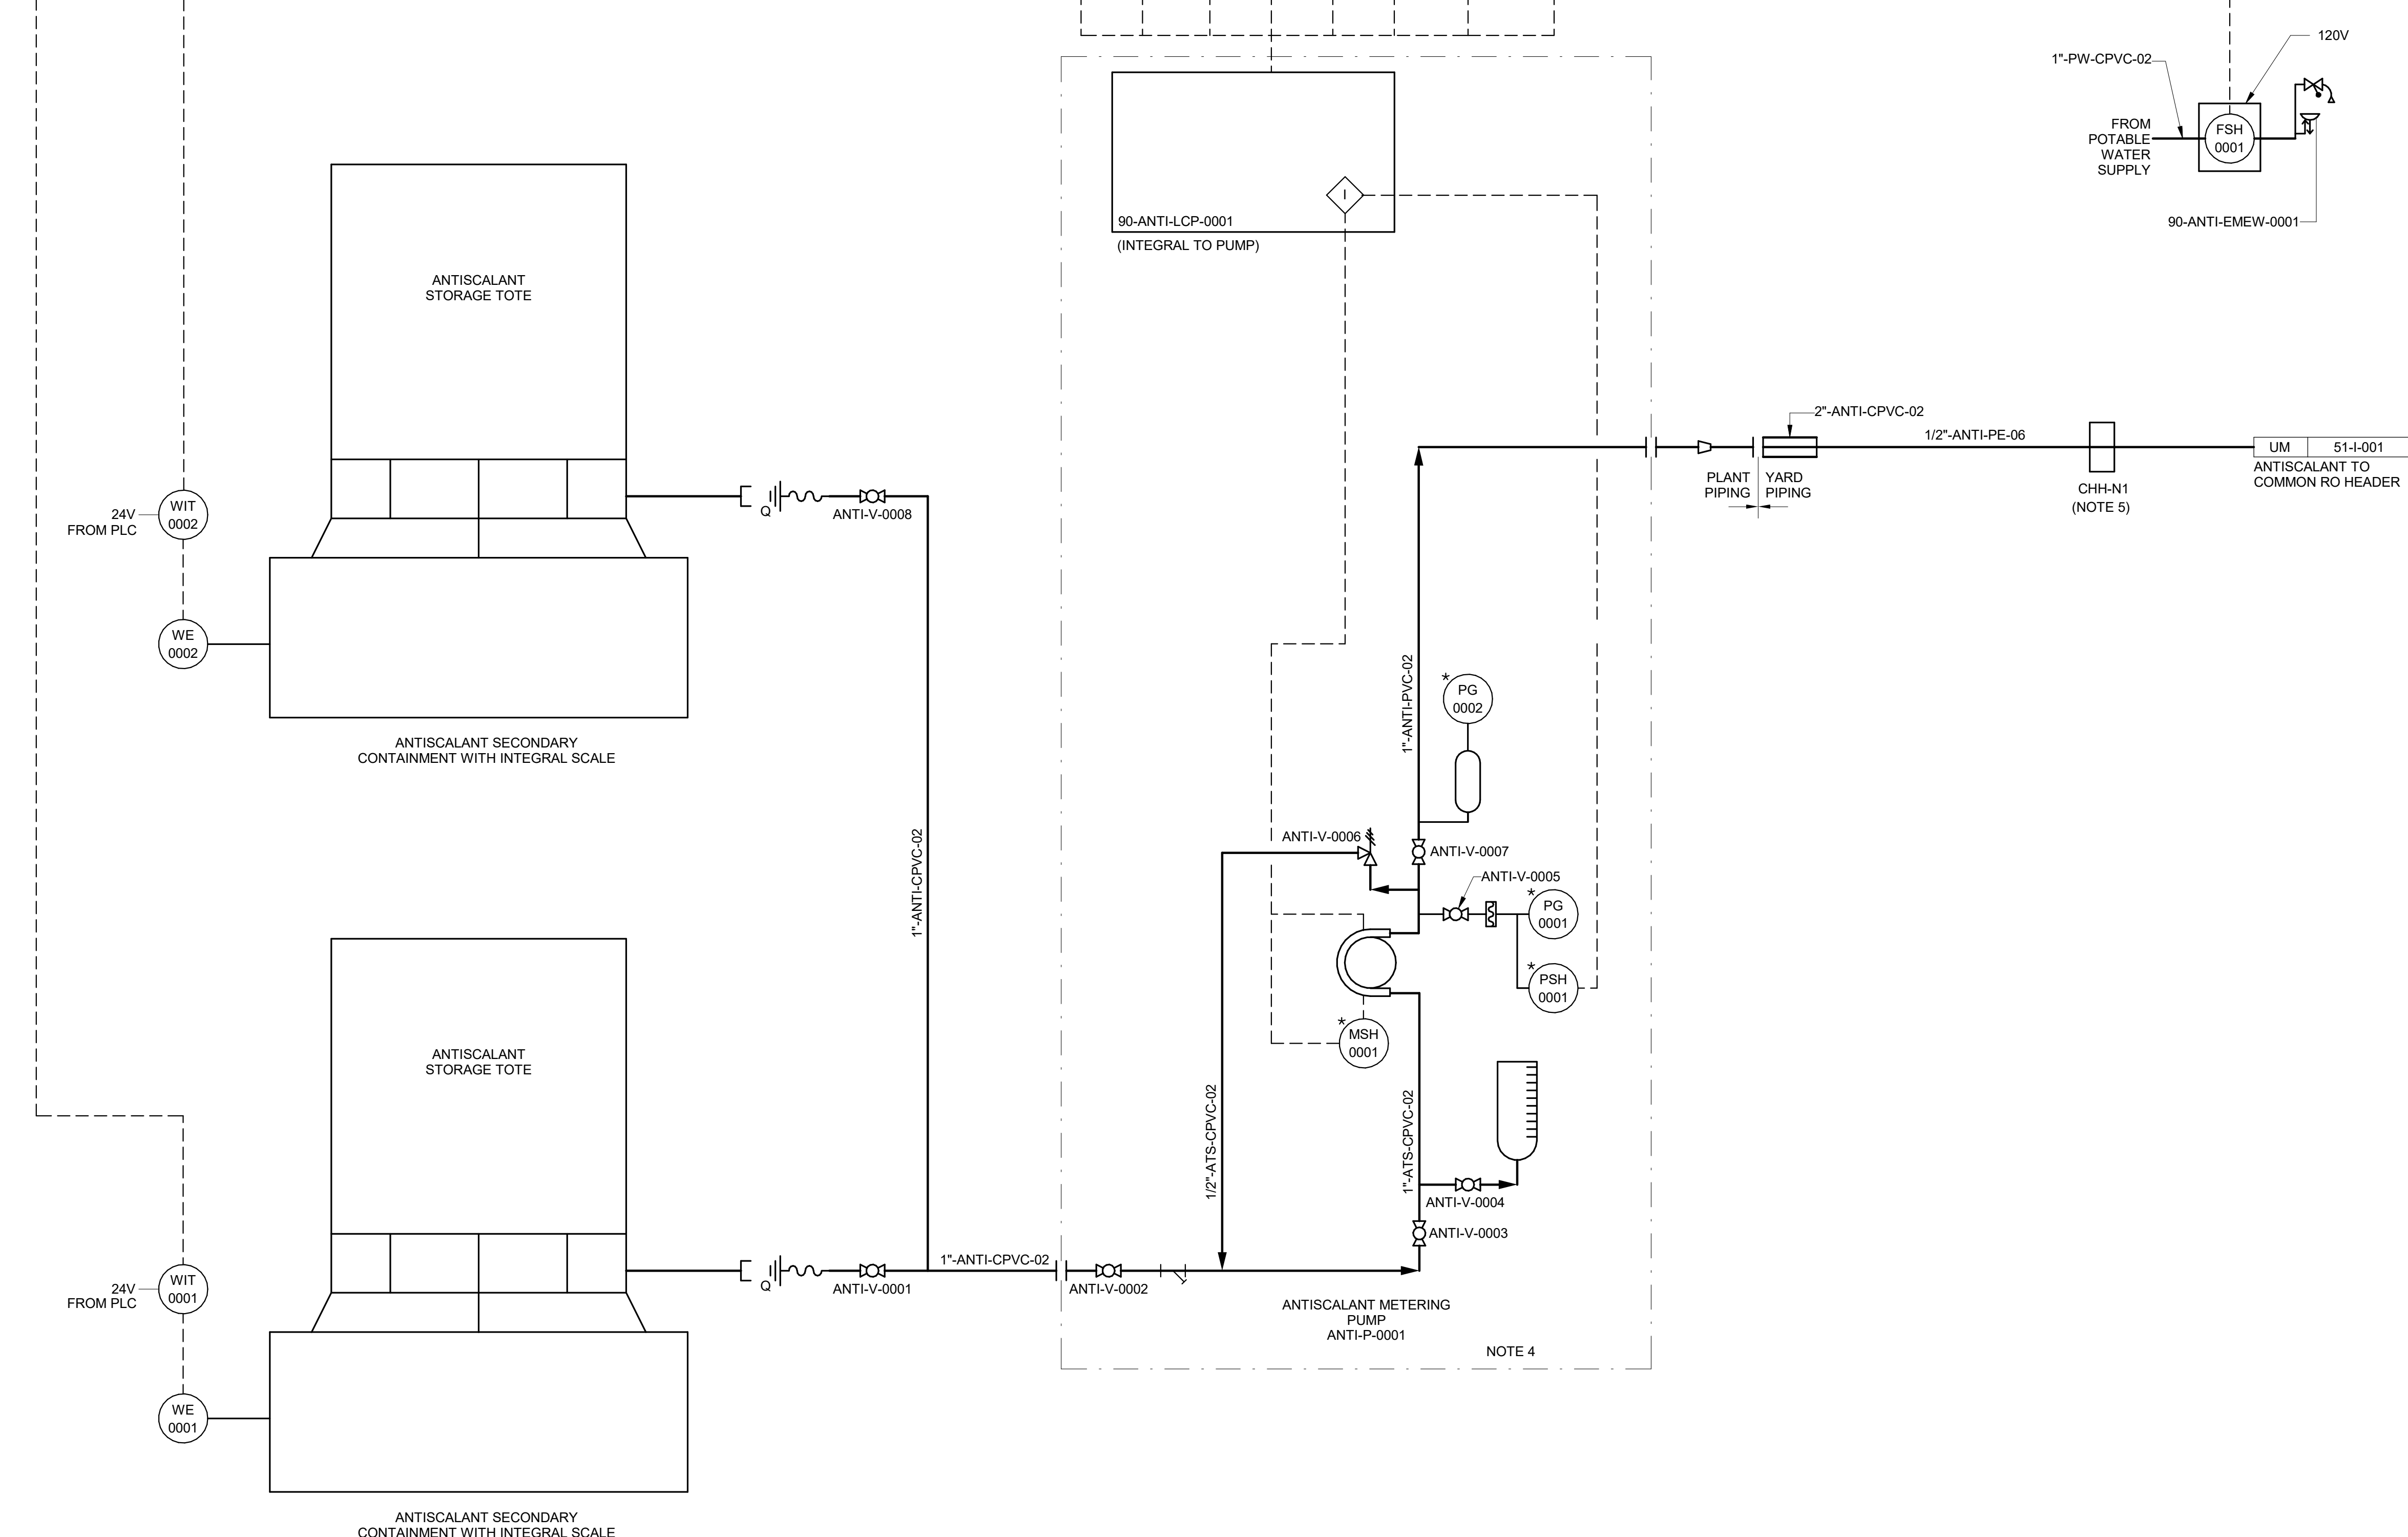 120V
1"-PW-CPVC-02
FROM
POTABLE
WATER
SUPPLY
FSH
0001
90-ANTI-EMEW-0001
90-ANTI-LCP-0001
(INTEGRAL TO PUMP)
I
ANTISCALANT
STORAGE TOTE
WIT
0002
24V
FROM PLC
WE
0002
Q
ANTI-V-0008
ANTISCALANT SECONDARY
CONTAINMENT WITH INTEGRAL SCALE
2"-ANTI-CPVC-02
1/2"-ANTI-PE-06
PLANT
PIPING
YARD
PIPING
CHH-N1
(NOTE 5)
UM 51-I-001
ANTISCALANT TO
COMMON RO HEADER
1"-ANTI-PVC-02
*
PG
0002
ANTI-V-0006
ANTI-V-0007
ANTI-V-0005
*
PG
0001
*
PSH
0001
*
MSH
0001
1"-ANTI-CPVC-02
1/2"-ATS-CPVC-02
1"-ATS-CPVC-02
ANTI-V-0004
ANTI-V-0003
ANTISCALANT
STORAGE TOTE
WIT
0001
24V
FROM PLC
WE
0001
Q
ANTI-V-0001
1"-ANTI-CPVC-02
ANTI-V-0002
ANTISCALANT METERING
PUMP
ANTI-P-0001
NOTE 4
ANTISCALANT SECONDARY
CONTAINMENT WITH INTEGRAL SCALE